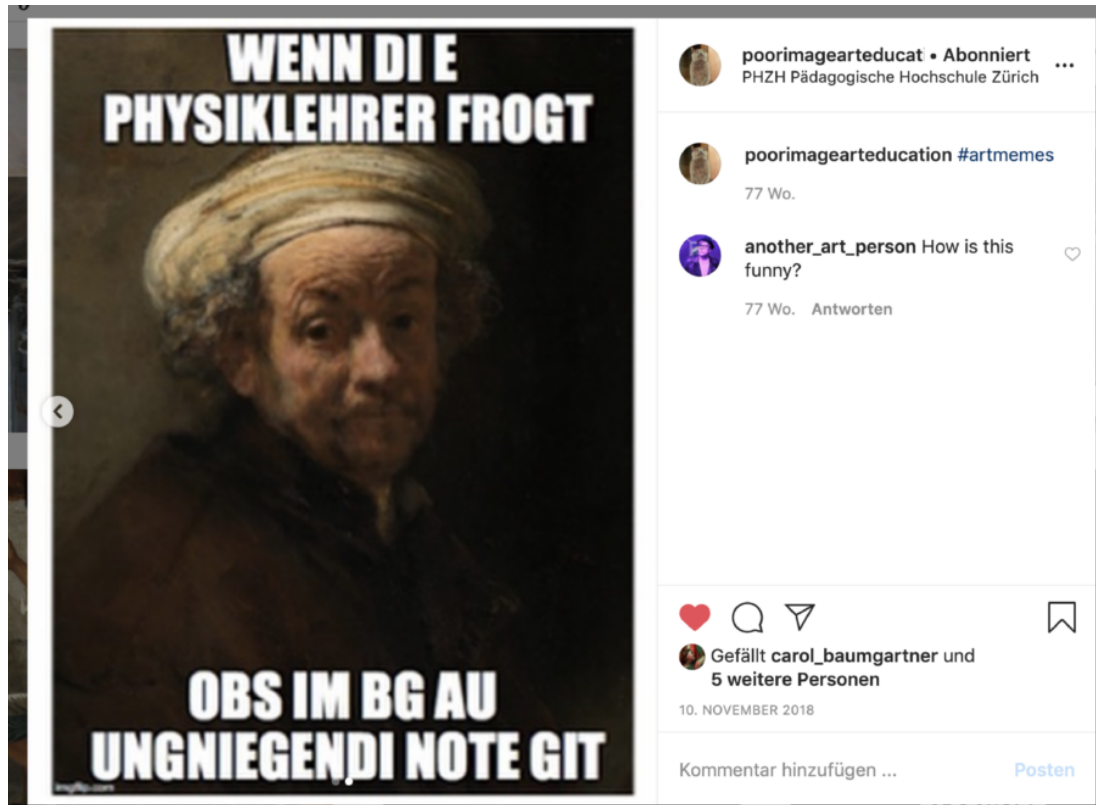 WENN DI E
PHYSIKLEHRER FROGT
OBS IM BG AU
UNGNIEGENDI NOTE GIT
imgflip.com
poorimagearteducati • Abonniert
PHZH Pädagogische Hochschule Zürich
poorimagearteducation #artmemes
77 Wo.
another_art_person How is this
funny?
77 Wo. Antworten
Gefällt carol_baumgartner und
5 weitere Personen
10. NOVEMBER 2018
Kommentar hinzufügen ... Posten